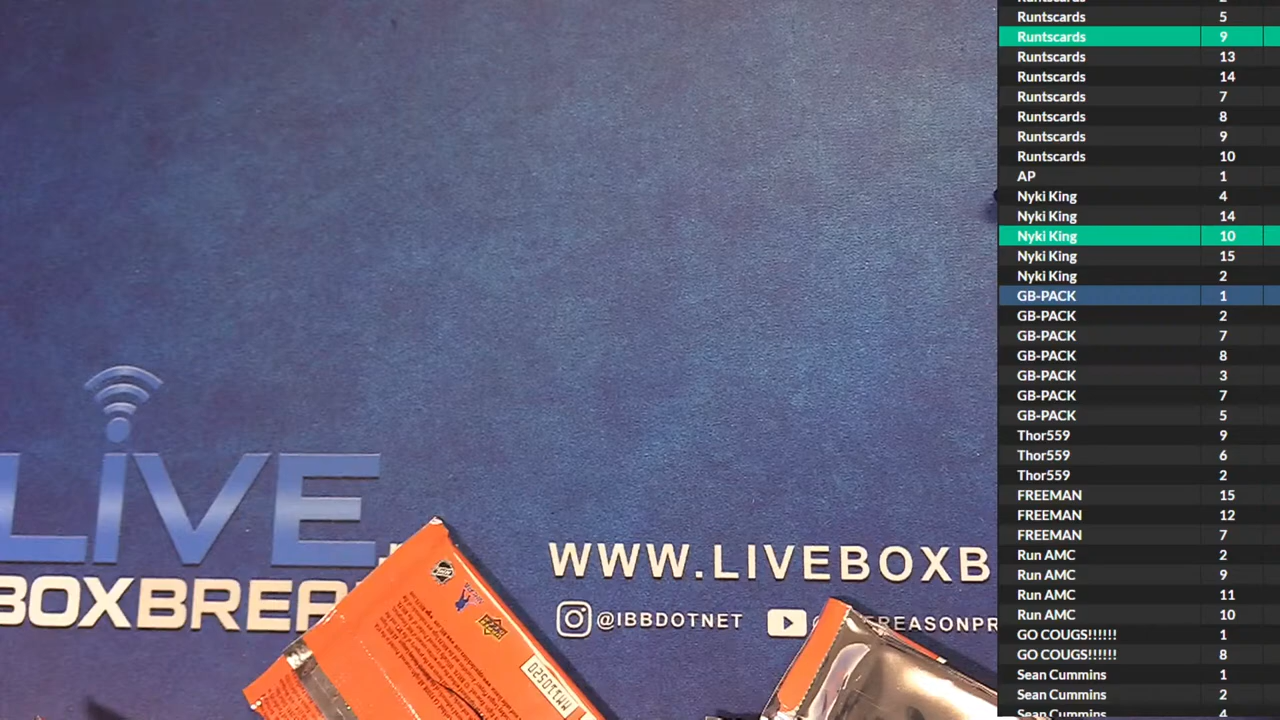 Runtscards 5
Runtscards 9
Runtscards 13
Runtscards 14
Runtscards 7
Runtscards 8
Runtscards 9
Runtscards 10
AP 1
Nyki King 4
Nyki King 14
Nyki King 10
Nyki King 15
Nyki King 2
GB-PACK 1
GB-PACK 2
GB-PACK 7
GB-PACK 8
GB-PACK 3
GB-PACK 7
GB-PACK 5
Thor559 9
Thor559 6
Thor559 2
FREEMAN 15
FREEMAN 12
FREEMAN 7
Run AMC 2
Run AMC 9
Run AMC 11
Run AMC 10
GO COUGS!!!!!! 1
GO COUGS!!!!!! 8
Sean Cummins 1
Sean Cummins 2
Sean Cummins 4
LIVE
BOXBREA
WWW.LIVEBOXB
@IBBDOTNET
EREASONPR
MM110520